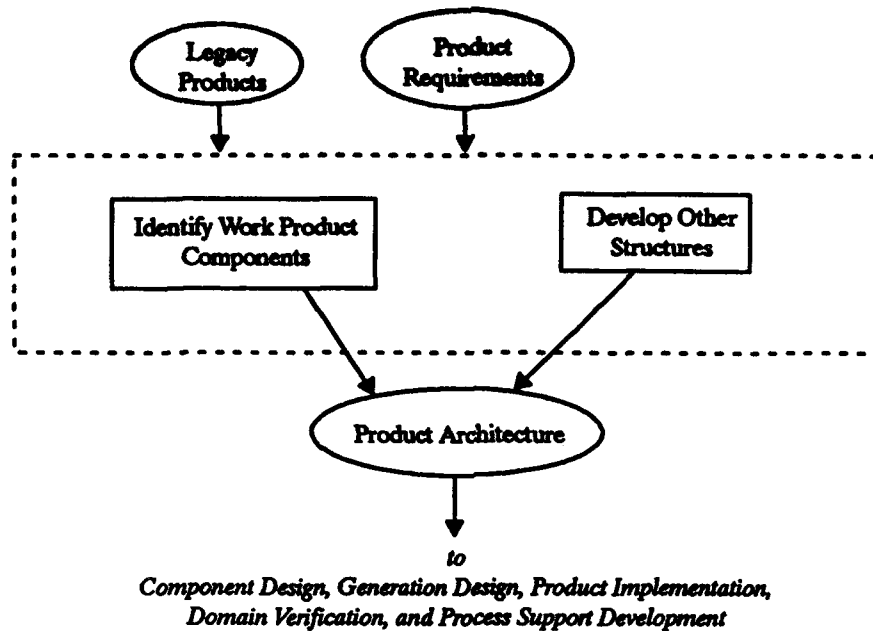 Legacy
Products
Product
Requirements
Identify Work Product
Components
Develop Other
Structures
Product Architecture
to
Component Design, Generation Design, Product Implementation,
Domain Verification, and Process Support Development